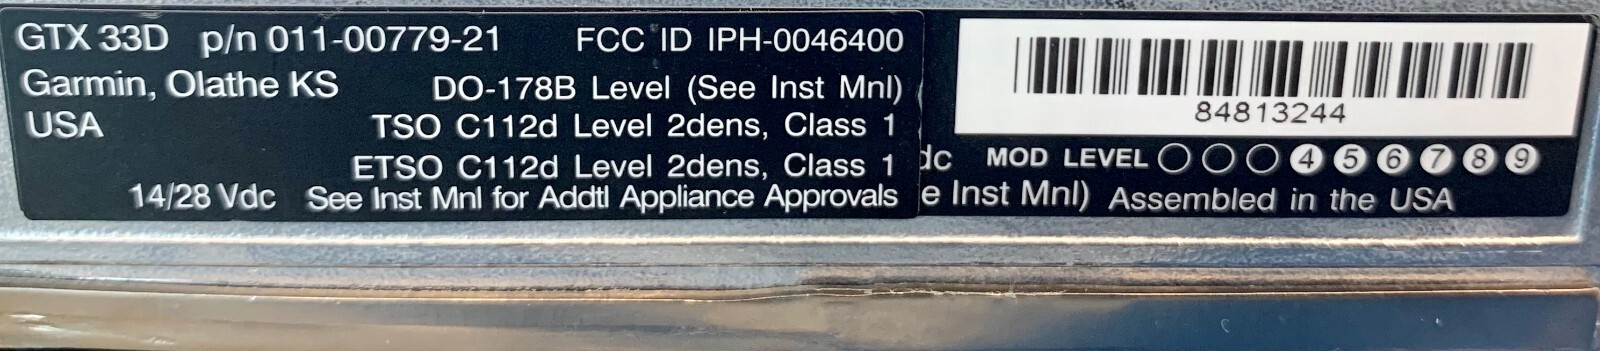 GTX 33D p/n 011-00779-21 FCC ID IPH-0046400
Garmin, Olathe KS DO-178B Level (See Inst Mnl)
USA TSO C112d Level 2dens, Class 1
ETSO C112d Level 2dens, Class 1
14/28 Vdc See Inst Mnl for Addtl Appliance Approvals
84813244
dc MOD LEVEL 4 5 6 7 8 9
e Inst Mnl) Assembled in the USA